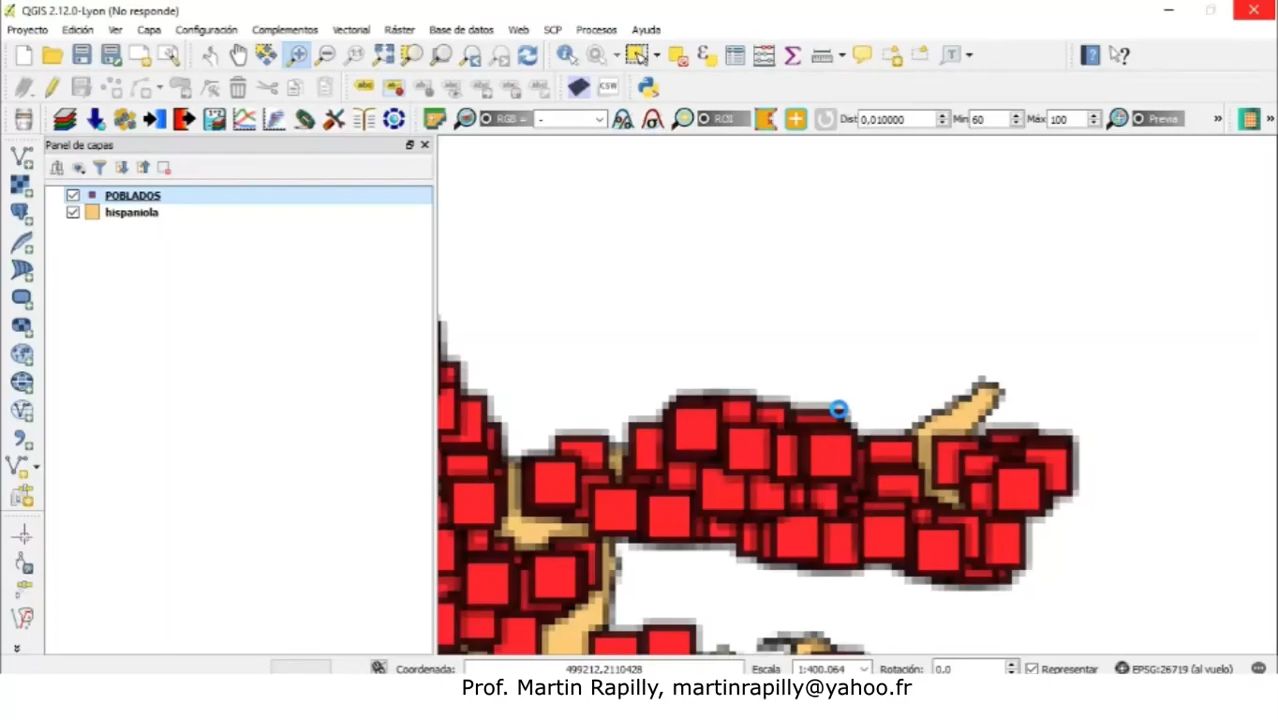 QGIS 2.12.0-Lyon (No responde)
Proyecto Edición Ver Capa Configuración Complementos Vectorial Ráster Base de datos Web SCP Procesos Ayuda
RGB = - ROI Dist 0,010000 Min 60 Máx 100 Previa »
Panel de capas
POBLADOS
hispaniola
Coordenada: 499212,2110428 Escala 1:400.064 Rotación: 0.0 Representar EPSG:26719 (al vuelo)
Prof. Martin Rapilly, martinrapilly@yahoo.fr